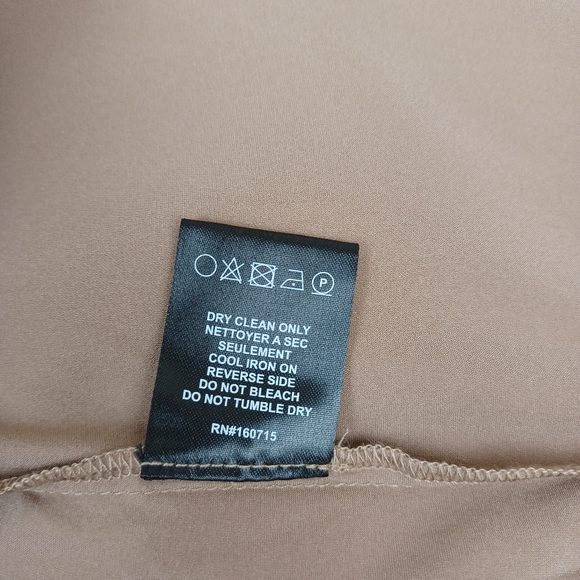 P
DRY CLEAN ONLY
NETTOYER A SEC
SEULEMENT
COOL IRON ON
REVERSE SIDE
DO NOT BLEACH
DO NOT TUMBLE DRY
RN#160715